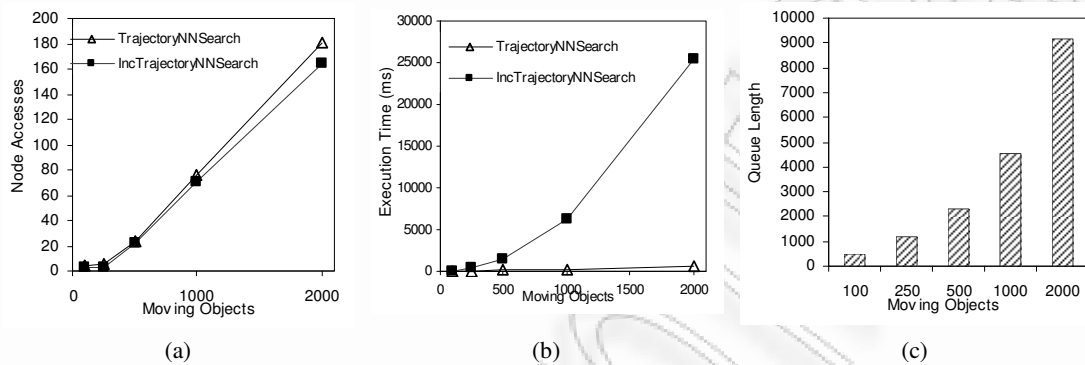 200
180
160
140
120
100
80
60
40
20
0
Node Accesses
TrajectoryNNSearch
IncTrajectoryNNSearch
0 1000 2000
Moving Objects
(a)
30000
25000
20000
15000
10000
5000
0
Execution Time (ms)
TrajectoryNNSearch
IncTrajectoryNNSearch
0 500 1000 1500 2000
Moving Objects
(b)
10000
9000
8000
7000
6000
5000
4000
3000
2000
1000
0
Queue Length
100 250 500 1000 2000
Moving Objects
(c)